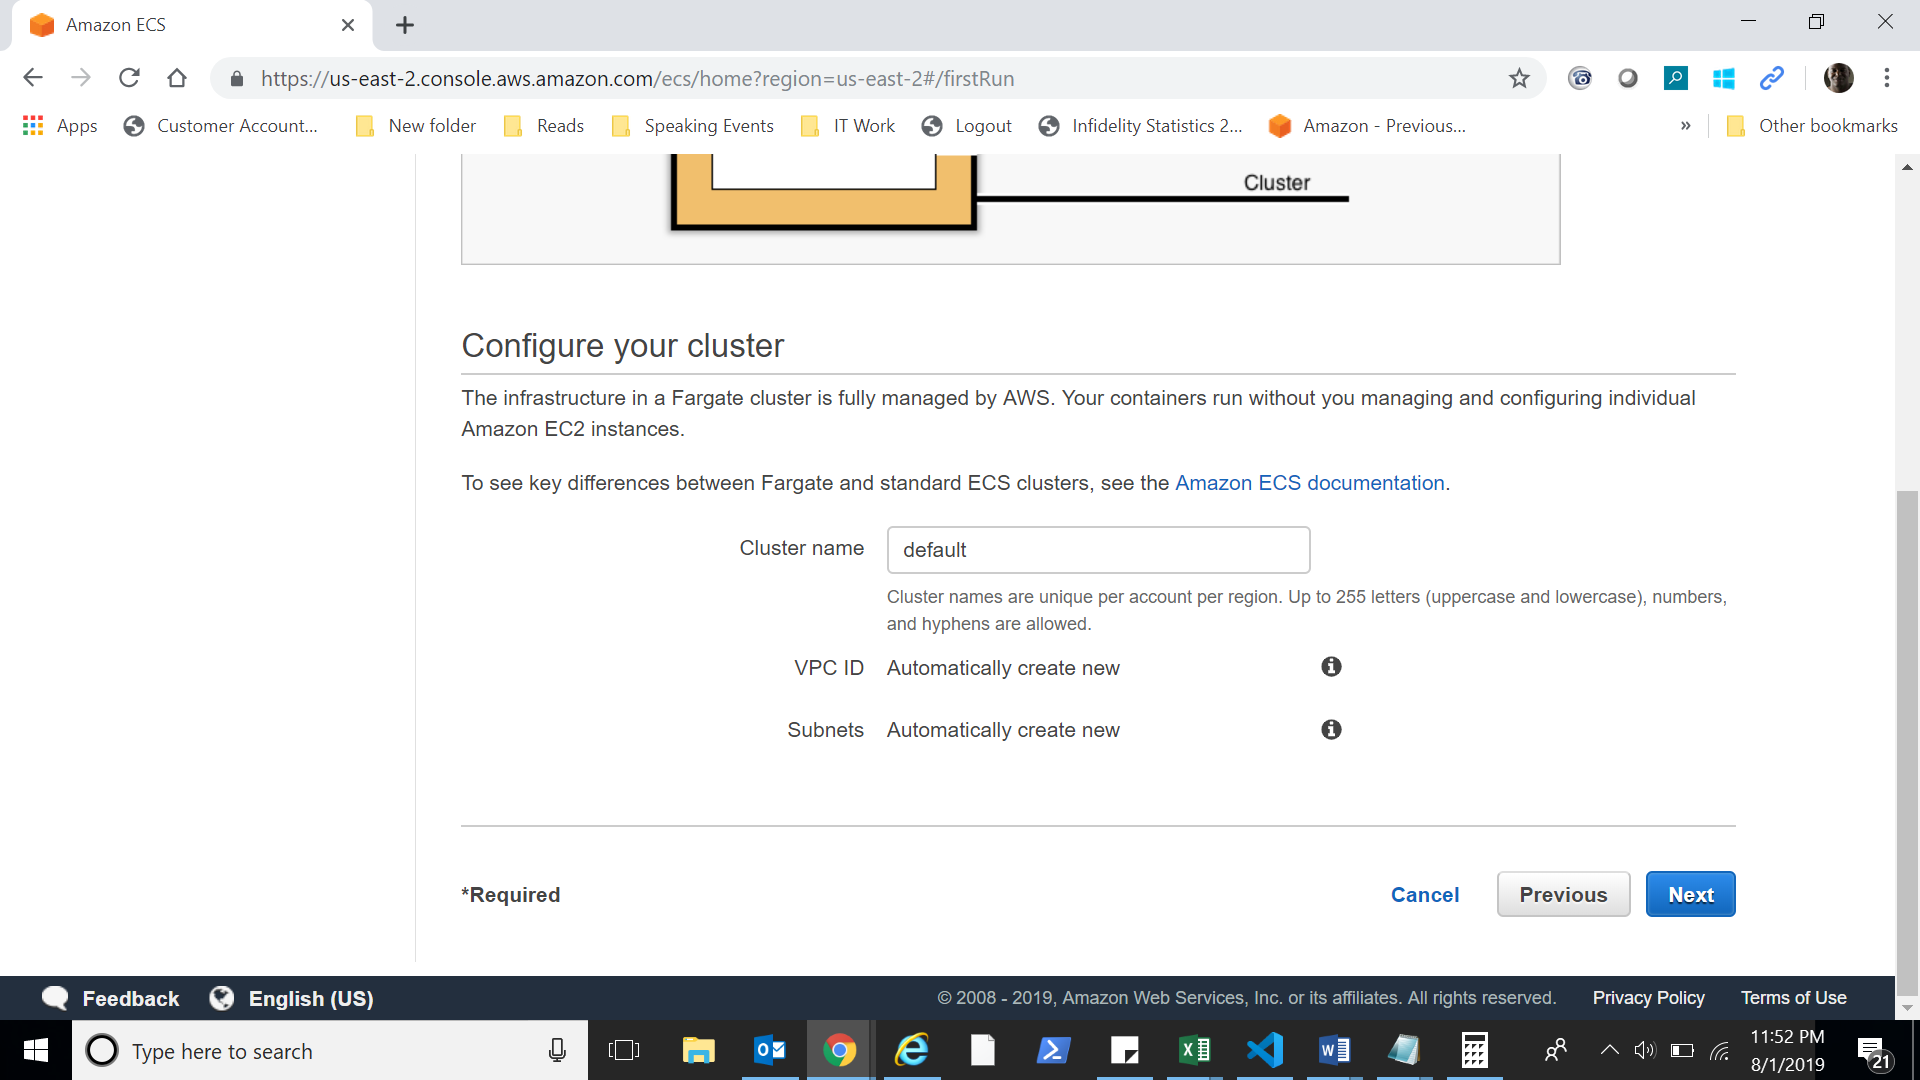 Amazon ECS
https://us-east-2.console.aws.amazon.com/ecs/home?region=us-east-2#/firstRun
Apps Customer Account... New folder Reads Speaking Events IT Work Logout Infidelity Statistics 2... Amazon - Previous... » Other bookmarks
Cluster
Configure your cluster
The infrastructure in a Fargate cluster is fully managed by AWS. Your containers run without you managing and configuring individual
Amazon EC2 instances.
To see key differences between Fargate and standard ECS clusters, see the Amazon ECS documentation.
Cluster name default
Cluster names are unique per account per region. Up to 255 letters (uppercase and lowercase), numbers,
and hyphens are allowed.
VPC ID Automatically create new
Subnets Automatically create new
*Required Cancel Previous Next
Feedback English (US) © 2008 - 2019, Amazon Web Services, Inc. or its affiliates. All rights reserved. Privacy Policy Terms of Use
Type here to search
11:52 PM
8/1/2019
21